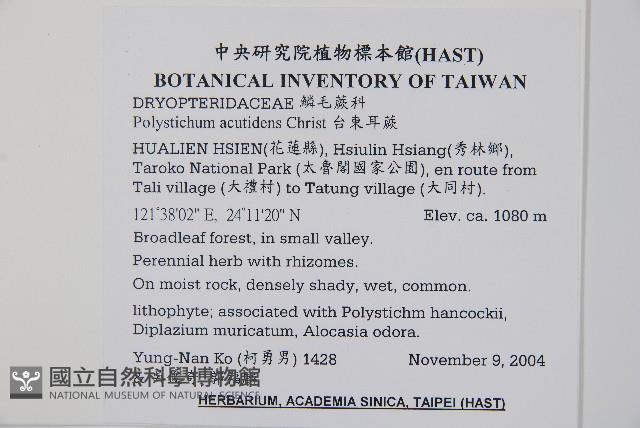 中央研究院植物標本館(HAST)
BOTANICAL INVENTORY OF TAIWAN
DRYOPTERIDACEAE 鱗毛蕨科
Polystichum acutidens Christ 台東耳蕨
HUALIEN HSIEN(花蓮縣), Hsiulin Hsiang(秀林鄉),
Taroko National Park (太魯閣國家公園), en route from
Tali village (大禮村) to Tatung village (大同村).
121°38'02" E, 24°11'20" N Elev. ca. 1080 m
Broadleaf forest, in small valley.
Perennial herb with rhizomes.
On moist rock, densely shady, wet, common.
lithophyte; associated with Polystichm hancockii,
Diplazium muricatum, Alocasia odora.
Yung-Nan Ko (柯勇男) 1428 November 9, 2004
國立自然科學博物館
NATIONAL MUSEUM OF NATURAL SCIENCE
HERBARIUM, ACADEMIA SINICA, TAIPEI (HAST)